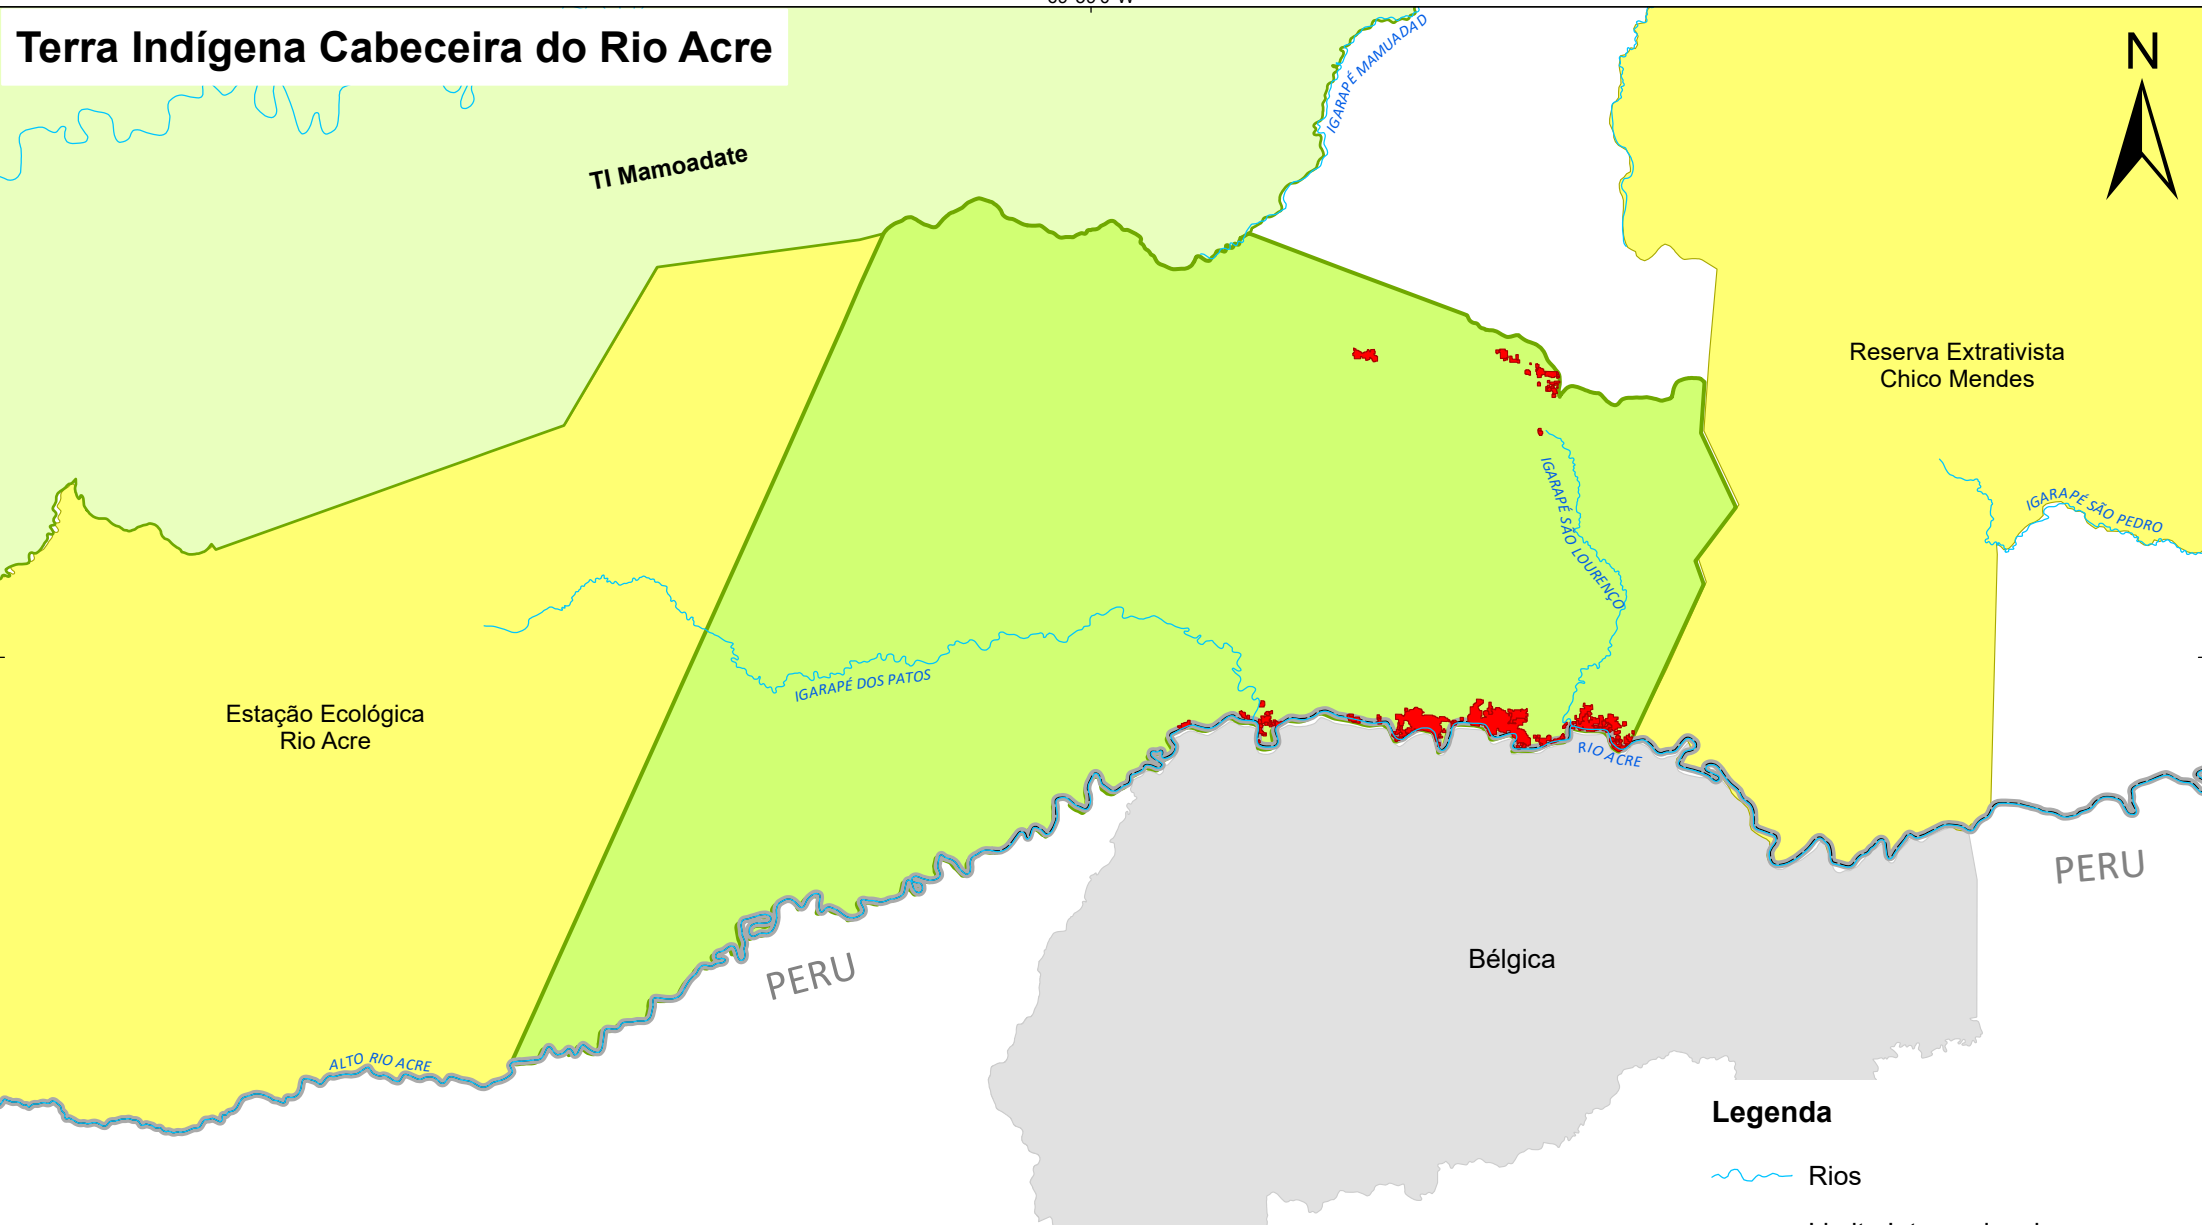 Terra Indígena Cabeceira do Rio Acre
N
IGARAPÉ MAMUADAD
TI Mamoadate
Reserva Extrativista
Chico Mendes
IGARAPÉ SÃO LOURENÇO
IGARAPÉ SÃO PEDRO
IGARAPÉ DOS PATOS
Estação Ecológica
Rio Acre
RIO ACRE
PERU
PERU
Bélgica
ALTO RIO ACRE
Legenda
Rios